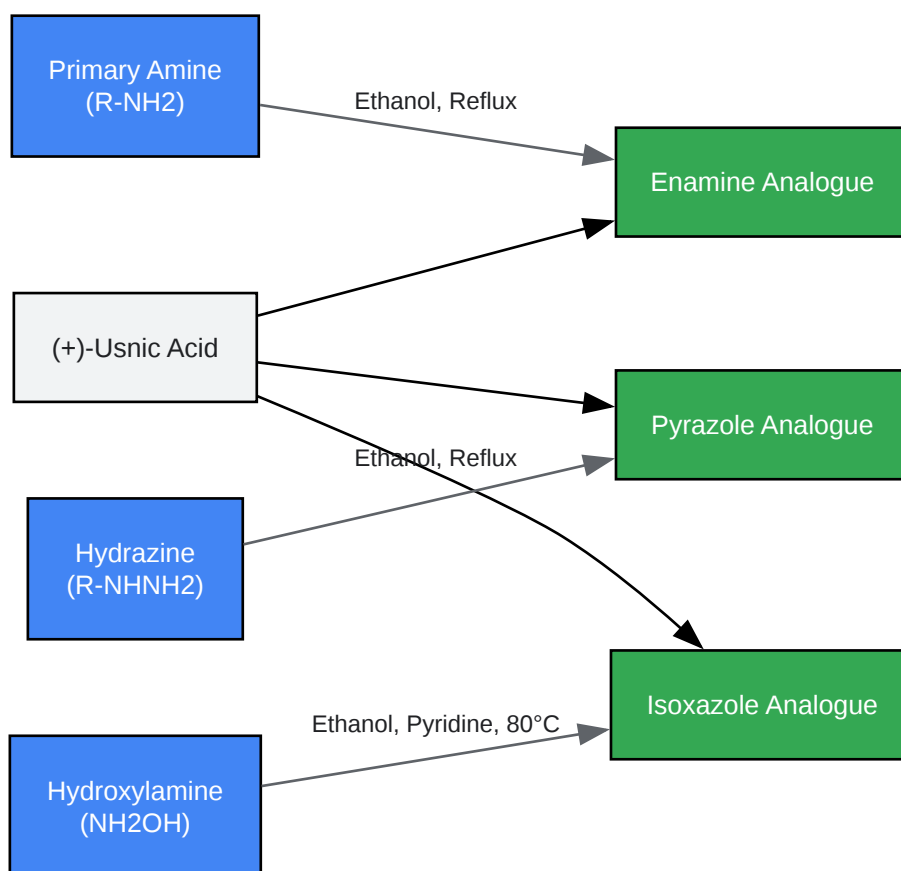 Primary Amine
(R-NH2)
Ethanol, Reflux
Enamine Analogue
(+)-Usnic Acid
Pyrazole Analogue
Ethanol, Reflux
Hydrazine
(R-NHNH2)
Isoxazole Analogue
Ethanol, Pyridine, 80°C
Hydroxylamine
(NH2OH)